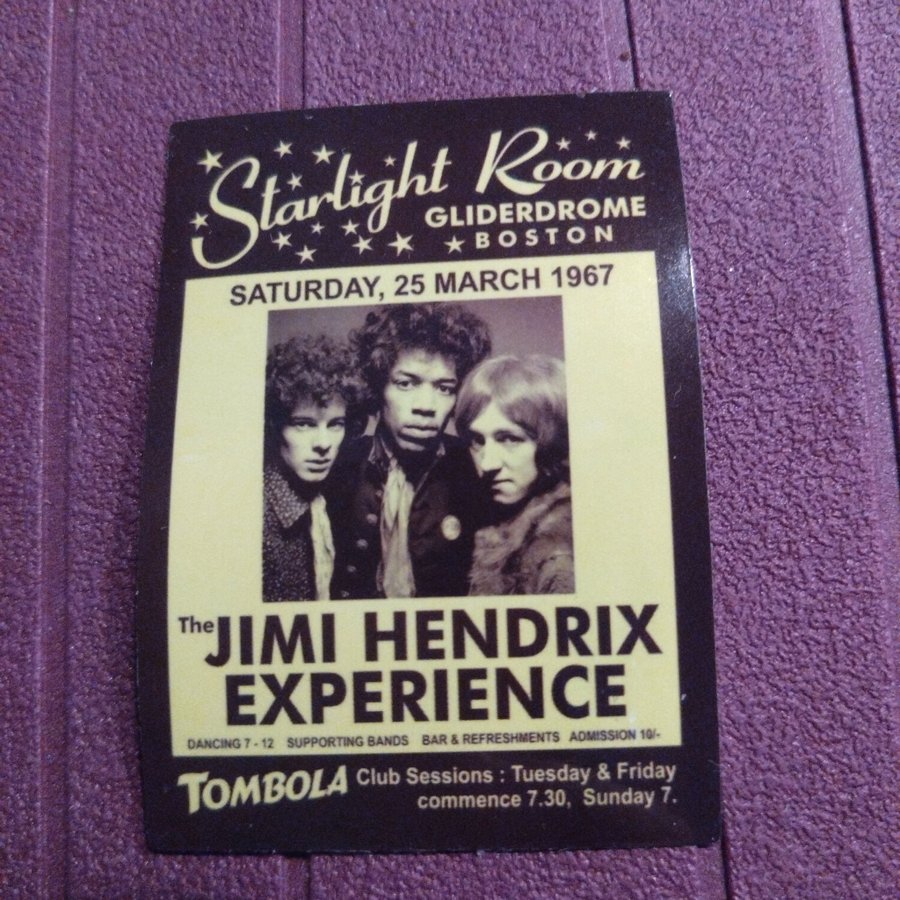 Starlight Room
GLIDERDROME
BOSTON
SATURDAY, 25 MARCH 1967
The JIMI HENDRIX
EXPERIENCE
DANCING 7 - 12 SUPPORTING BANDS BAR & REFRESHMENTS ADMISSION 10/-
TOMBOLA Club Sessions : Tuesday & Friday
commence 7.30, Sunday 7.